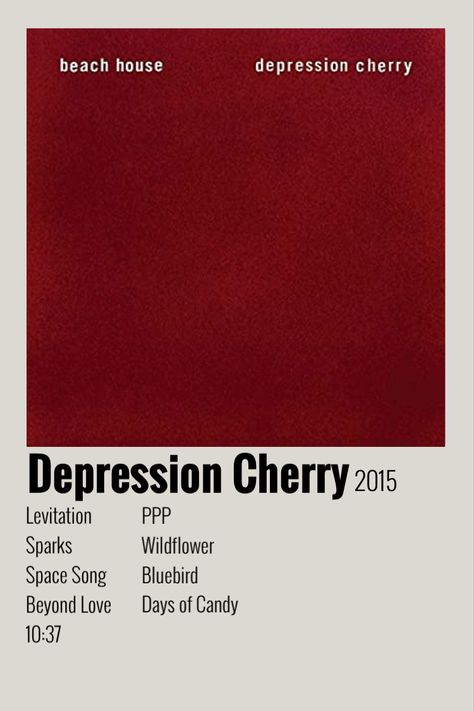 beach house depression cherry
Depression Cherry 2015
Levitation PPP
Sparks Wildflower
Space Song Bluebird
Beyond Love Days of Candy
10:37